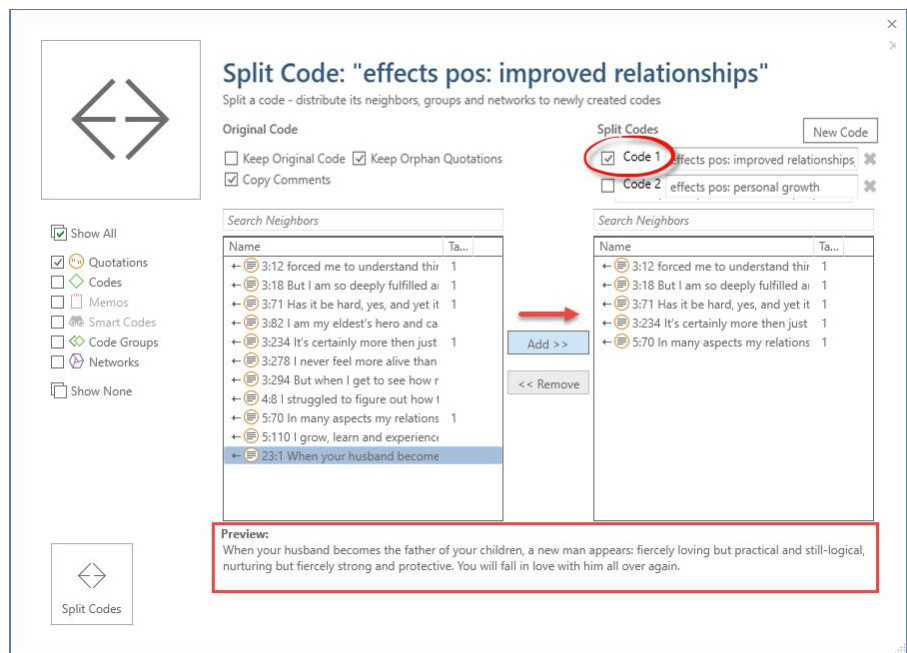 Split Code: "effects pos: improved relationships"
Split a code - distribute its neighbors, groups and networks to newly created codes
Original Code
Keep Original Code Keep Orphan Quotations
Copy Comments
Split Codes
New Code
Code 1 effects pos: improved relationships
Code 2 effects pos: personal growth
Show All
Quotations
Codes
Memos
Smart Codes
Code Groups
Networks
Show None
Search Neighbors
Name Ta...
3:12 forced me to understand thin 1
3:18 But I am so deeply fulfilled a 1
3:71 Has it be hard, yes, and yet it 1
3:82 I am my eldest's hero and ca
3:234 It's certainly more then just 1
3:278 I never feel more alive than
3:294 But when I get to see how r
4:8 I struggled to figure out how t
5:70 In many aspects my relations 1
5:110 I grow, learn and experience
23:1 When your husband become
Add >>
<< Remove
Search Neighbors
Name Ta...
3:12 forced me to understand thin 1
3:18 But I am so deeply fulfilled a 1
3:71 Has it be hard, yes, and yet it 1
3:234 It's certainly more then just 1
5:70 In many aspects my relations 1
Preview:
When your husband becomes the father of your children, a new man appears: fiercely loving but practical and still-logical,
nurturing but fiercely strong and protective. You will fall in love with him all over again.
Split Codes